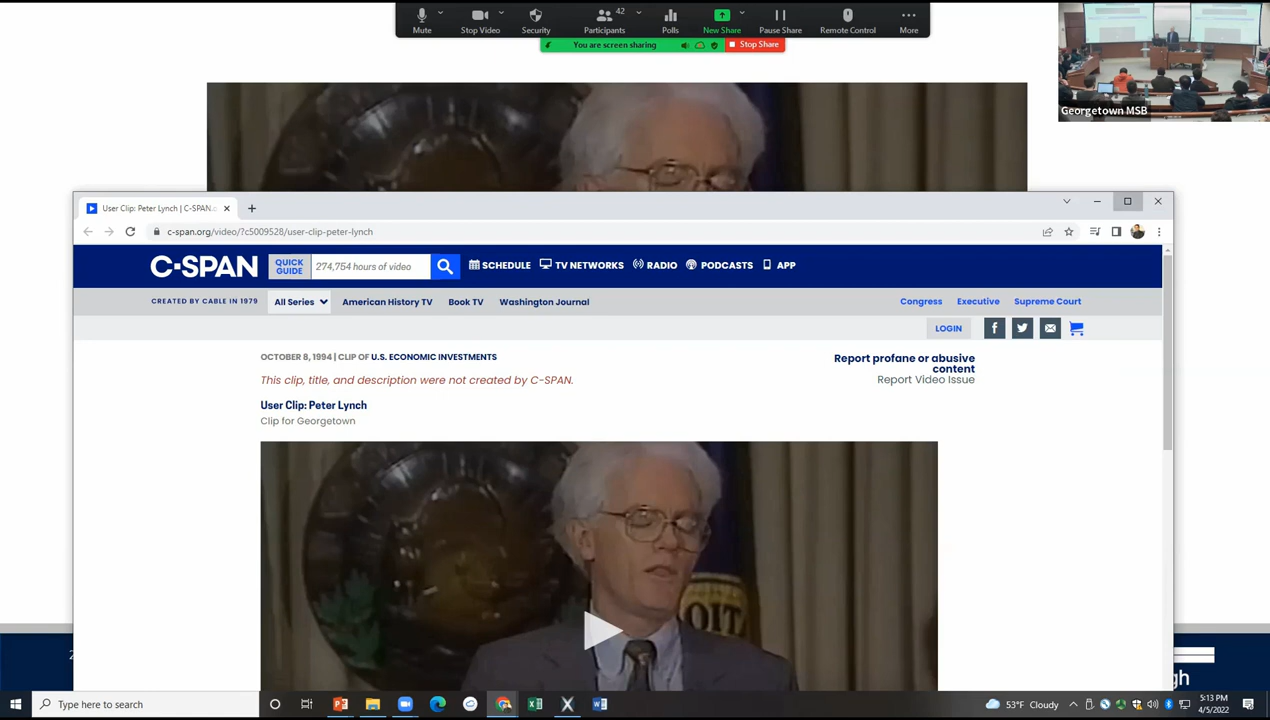 Mute
Stop Video
Security
42
Participants
Polls
New Share
Pause Share
Remote Control
More
You are screen sharing
Stop Share
Georgetown MSB
User Clip: Peter Lynch | C-SPAN.
c-span.org/video/?c5009528/user-clip-peter-lynch
C-SPAN
QUICK
GUIDE
274,754 hours of video
SCHEDULE
TV NETWORKS
RADIO
PODCASTS
APP
CREATED BY CABLE IN 1979
All Series
American History TV
Book TV
Washington Journal
Congress
Executive
Supreme Court
LOGIN
OCTOBER 8, 1994 | CLIP OF U.S. ECONOMIC INVESTMENTS
Report profane or abusive
content
Report Video Issue
This clip, title, and description were not created by C-SPAN.
User Clip: Peter Lynch
Clip for Georgetown
OIT
2
gh
Type here to search
53°F Cloudy
5:13 PM
4/5/2022